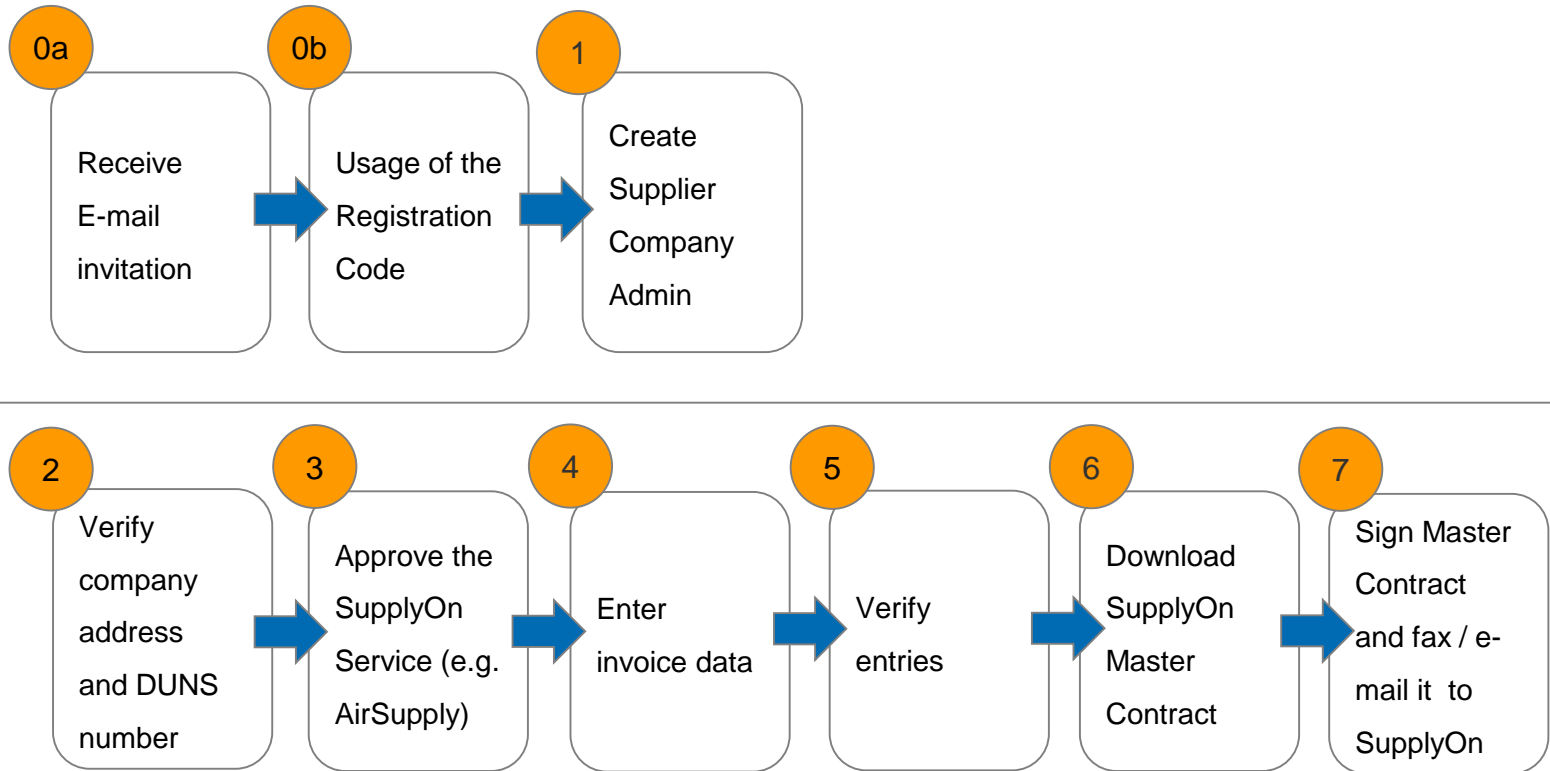 0a
Receive
E-mail
invitation
0b
Usage of the
Registration
Code
1
Create
Supplier
Company
Admin
2
Verify
company
address
and DUNS
number
3
Approve the
SupplyOn
Service (e.g.
AirSupply)
4
Enter
invoice data
5
Verify
entries
6
Download
SupplyOn
Master
Contract
7
Sign Master
Contract
and fax / e-
mail it to
SupplyOn